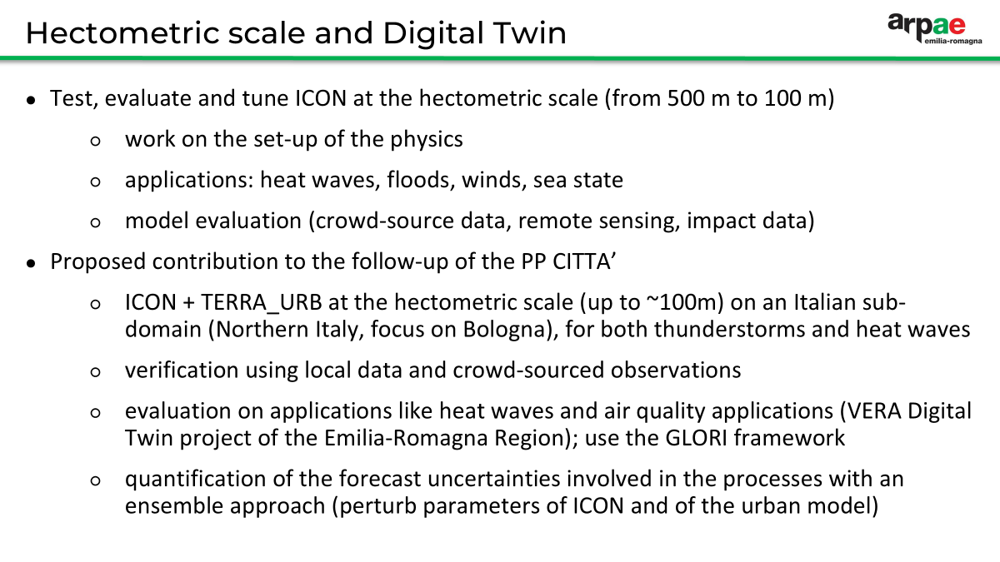 Hectometric scale and Digital Twin
arpae
emilia-romagna
● Test, evaluate and tune ICON at the hectometric scale (from 500 m to 100 m)
○ work on the set-up of the physics
○ applications: heat waves, floods, winds, sea state
○ model evaluation (crowd-source data, remote sensing, impact data)
● Proposed contribution to the follow-up of the PP CITTA’
○ ICON + TERRA_URB at the hectometric scale (up to ~100m) on an Italian sub-
domain (Northern Italy, focus on Bologna), for both thunderstorms and heat waves
○ verification using local data and crowd-sourced observations
○ evaluation on applications like heat waves and air quality applications (VERA Digital
Twin project of the Emilia-Romagna Region); use the GLORI framework
○ quantification of the forecast uncertainties involved in the processes with an
ensemble approach (perturb parameters of ICON and of the urban model)